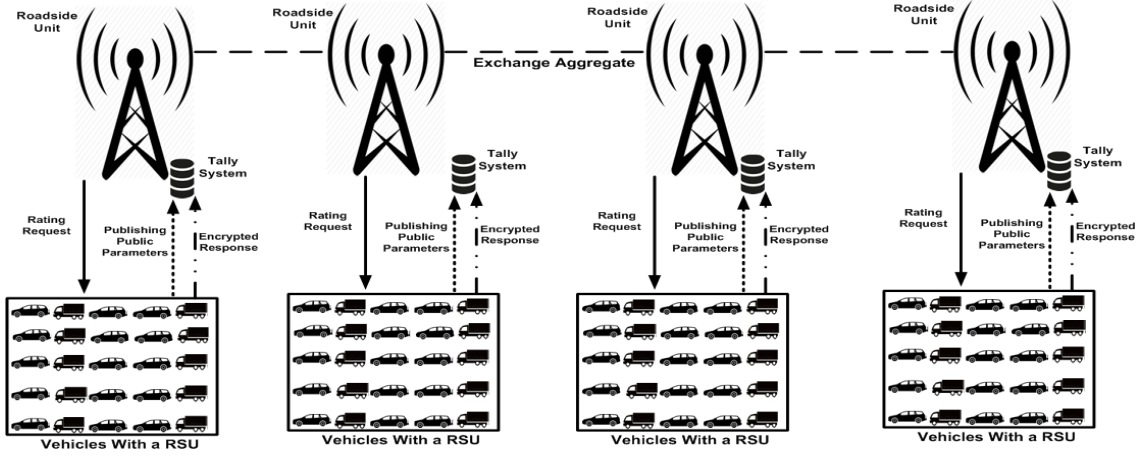 Roadside
Unit
Roadside
Unit
Roadside
Unit
Roadside
Unit
Exchange Aggregate
Tally
System
Tally
System
Tally
System
Tally
System
Rating
Request
Publishing
Public
Parameters
Encrypted
Response
Rating
Request
Publishing
Public
Parameters
Encrypted
Response
Rating
Request
Publishing
Public
Parameters
Encrypted
Response
Rating
Request
Publishing
Public
Parameters
Encrypted
Response
Vehicles With a RSU
Vehicles With a RSU
Vehicles With a RSU
Vehicles With a RSU